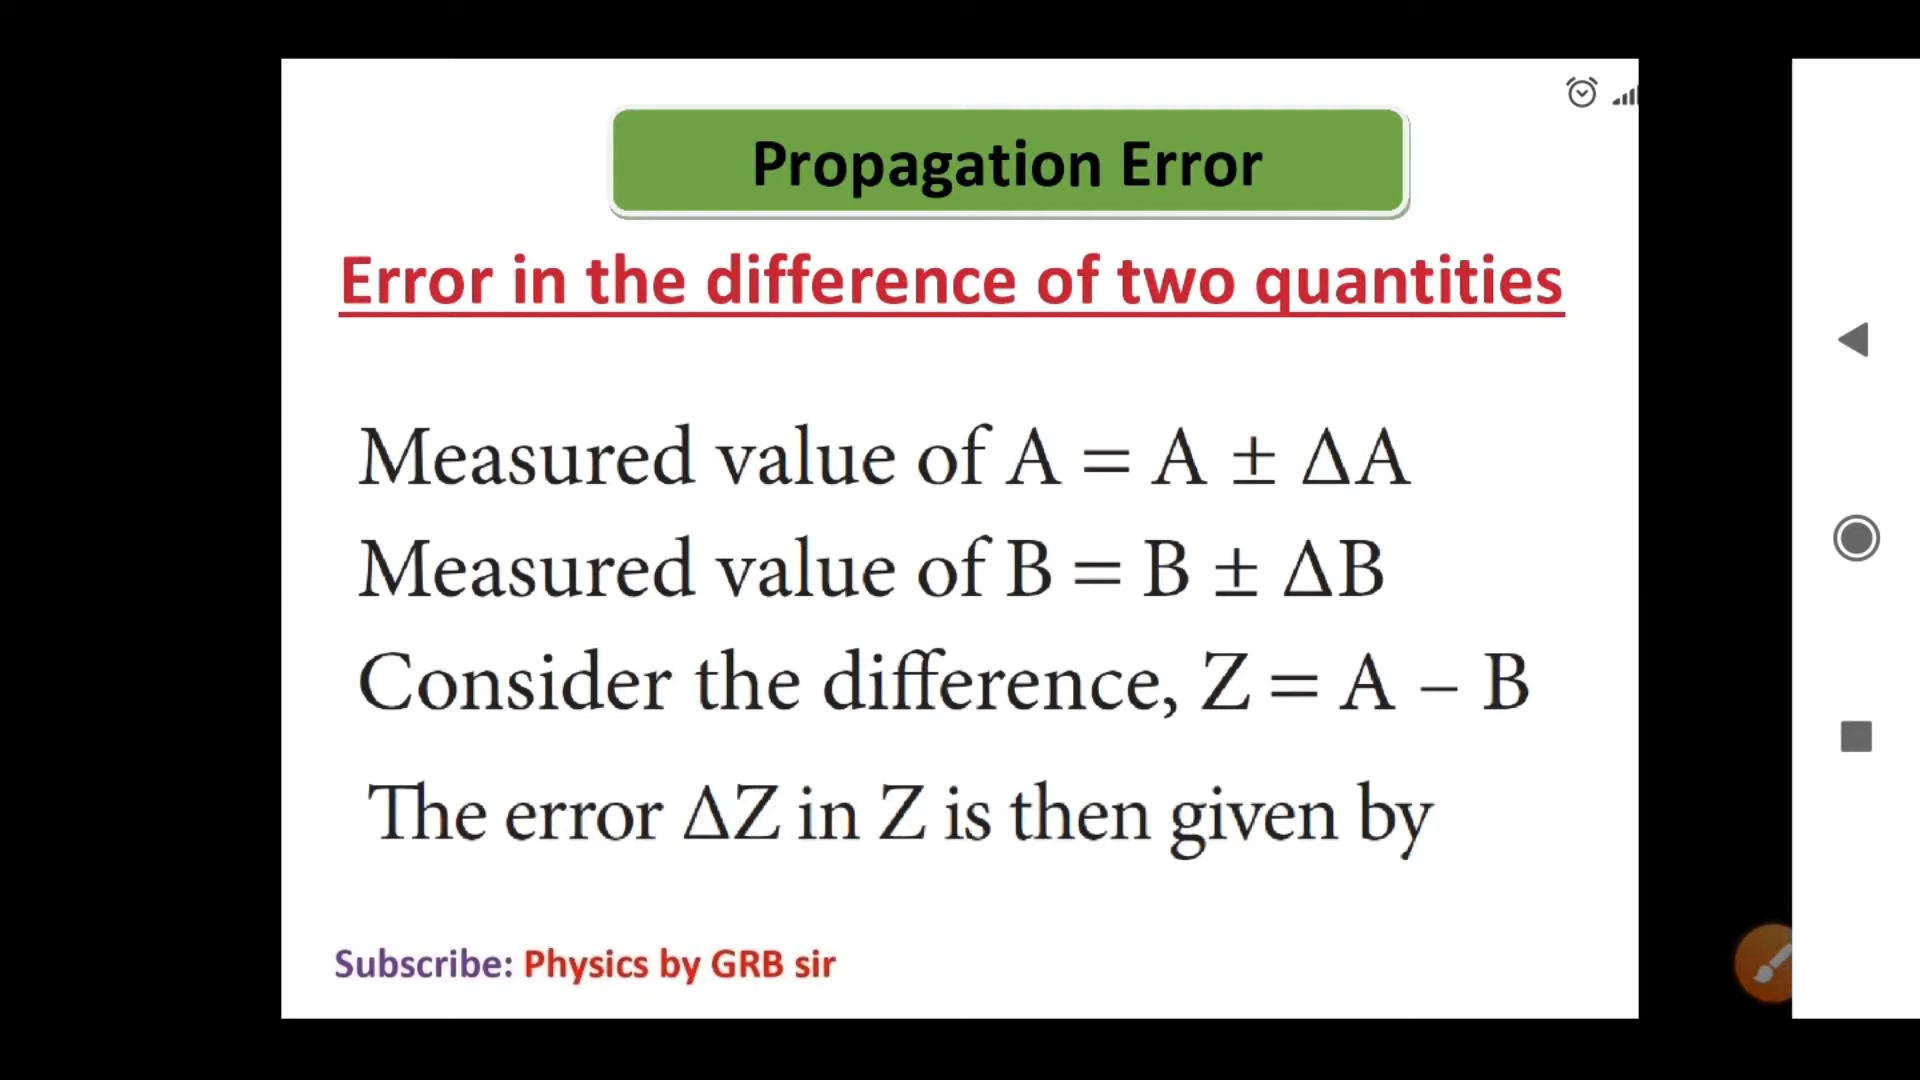 Propagation Error
Error in the difference of two quantities
Measured value of A = A ± ΔA
Measured value of B = B ± ΔB
Consider the difference, Z = A – B
The error ΔZ in Z is then given by
Subscribe: Physics by GRB sir